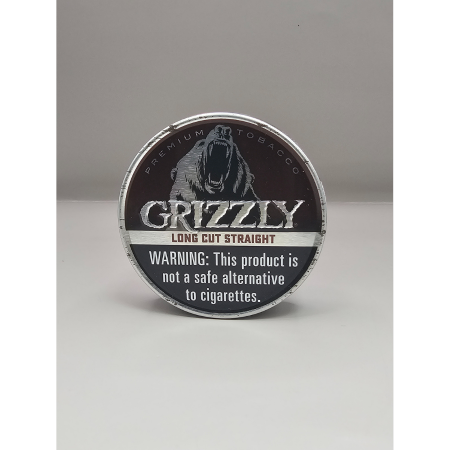 PREMIUM TOBACCO
GRIZZLY
LONG CUT STRAIGHT
WARNING: This product is
not a safe alternative
to cigarettes.